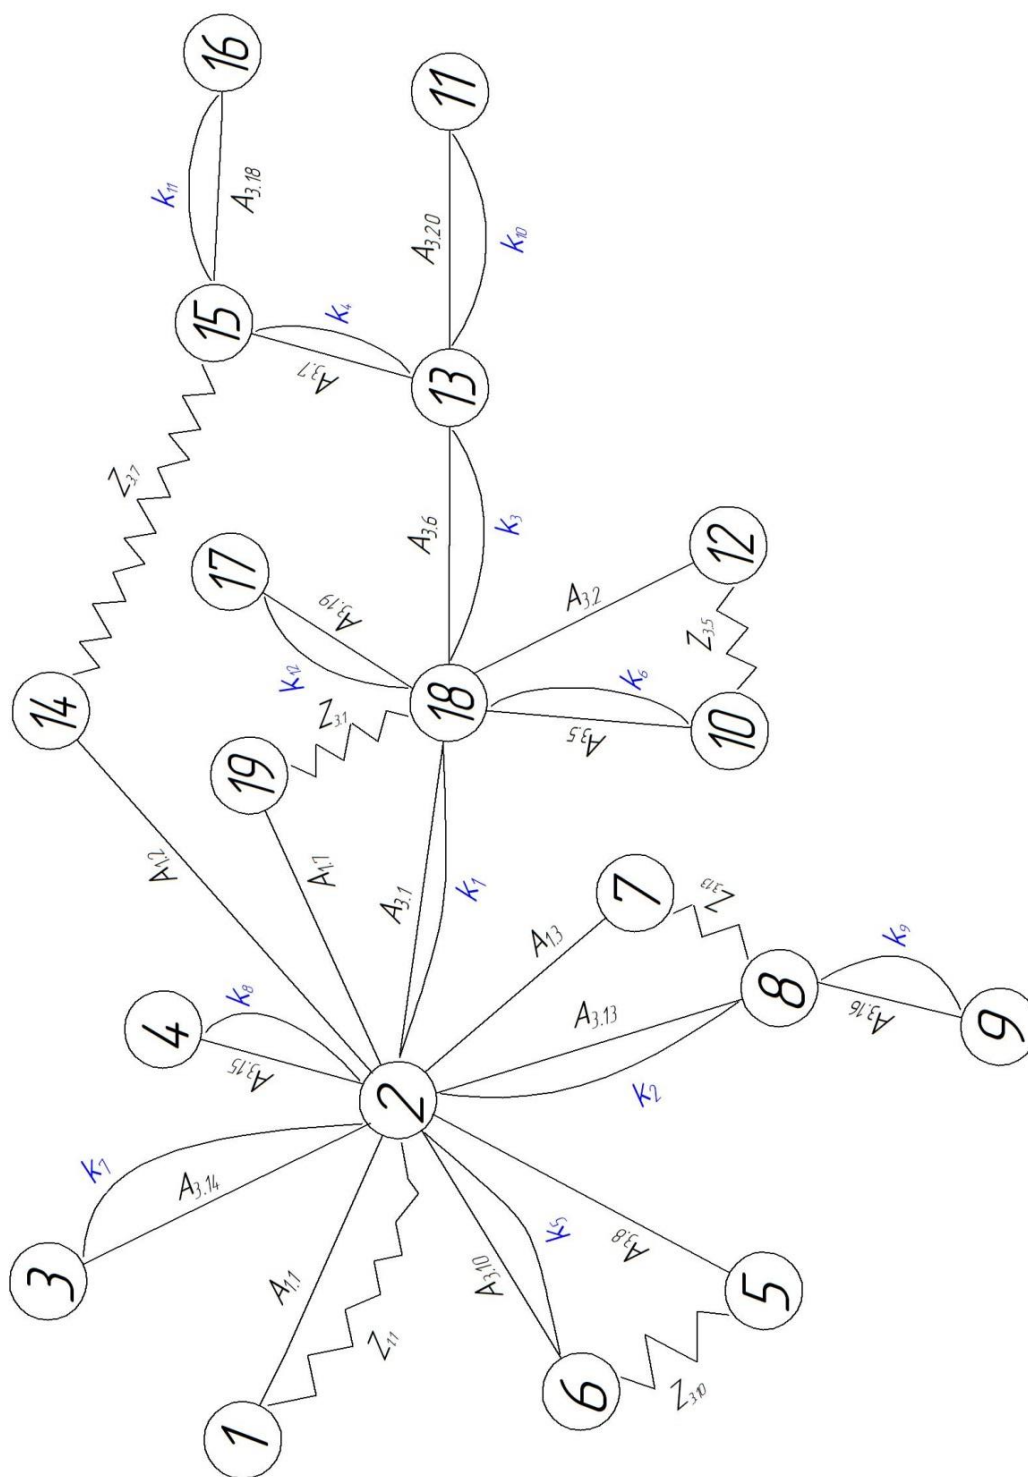 16
k₁₁
A₃.₁₈
15
11
A₃.₂₀
k₁₀
k₄
A₃.₇
13
Z₃.₇
17
A₃.₆
k₃
A₃.₁₉
k₁₂
12
A₃.₂
Z₃.₅
14
Z₃.₁
18
k₆
A₃.₅
10
19
A₁.₂
A₁.₇
A₃.₁
k₁
7
Z₃.₁₃
A₁.₃
k₉
4
k₈
A₃.₁₅
A₃.₁₃
8
A₃.₁₆
9
2
k₂
k₇
A₃.₁₄
3
A₁.₁
k₅
A₃.₈
A₃.₁₀
5
Z₁.₁
1
6
Z₃.₁₀